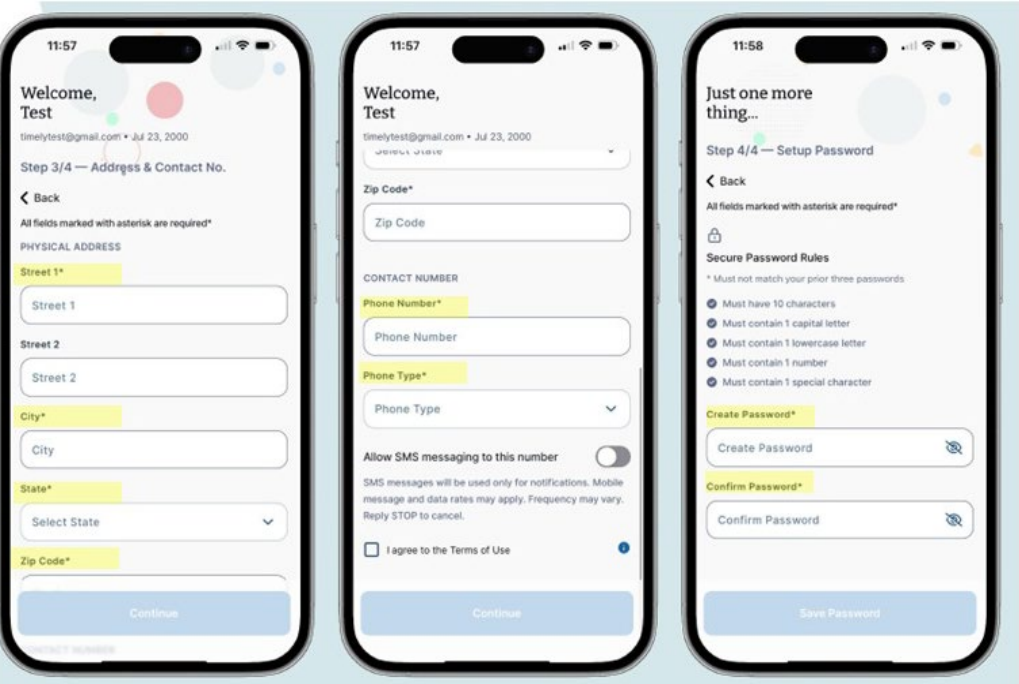 11:57
Welcome,
Test
timelytest@gmail.com • Jul 23, 2000
Step 3/4 — Address & Contact No.
Back
All fields marked with asterisk are required*
PHYSICAL ADDRESS
Street 1*
Street 1
Street 2
Street 2
City*
City
State*
Select State
Zip Code*
Continue
CONTACT NUMBER
11:57
Welcome,
Test
timelytest@gmail.com • Jul 23, 2000
Select State
Zip Code*
Zip Code
CONTACT NUMBER
Phone Number*
Phone Number
Phone Type*
Phone Type
Allow SMS messaging to this number
SMS messages will be used only for notifications. Mobile
message and data rates may apply. Frequency may vary.
Reply STOP to cancel.
I agree to the Terms of Use
Continue
11:58
Just one more
thing...
Step 4/4 — Setup Password
Back
All fields marked with asterisk are required*
Secure Password Rules
* Must not match your prior three passwords
Must have 10 characters
Must contain 1 capital letter
Must contain 1 lowercase letter
Must contain 1 number
Must contain 1 special character
Create Password*
Create Password
Confirm Password*
Confirm Password
Save Password